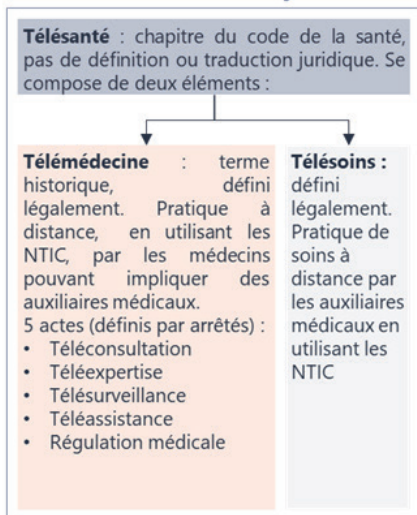 Télésanté : chapitre du code de la santé,
pas de définition ou traduction juridique. Se
compose de deux éléments :
Télémédecine : terme
historique, défini
légalement. Pratique à
distance, en utilisant les
NTIC, par les médecins
pouvant impliquer des
auxiliaires médicaux.
5 actes (définis par arrêtés) :
• Téléconsultation
• Téléexpertise
• Télésurveillance
• Téléassistance
• Régulation médicale
Télésoins :
défini
légalement.
Pratique de
soins à
distance par
les auxiliaires
médicaux en
utilisant les
NTIC